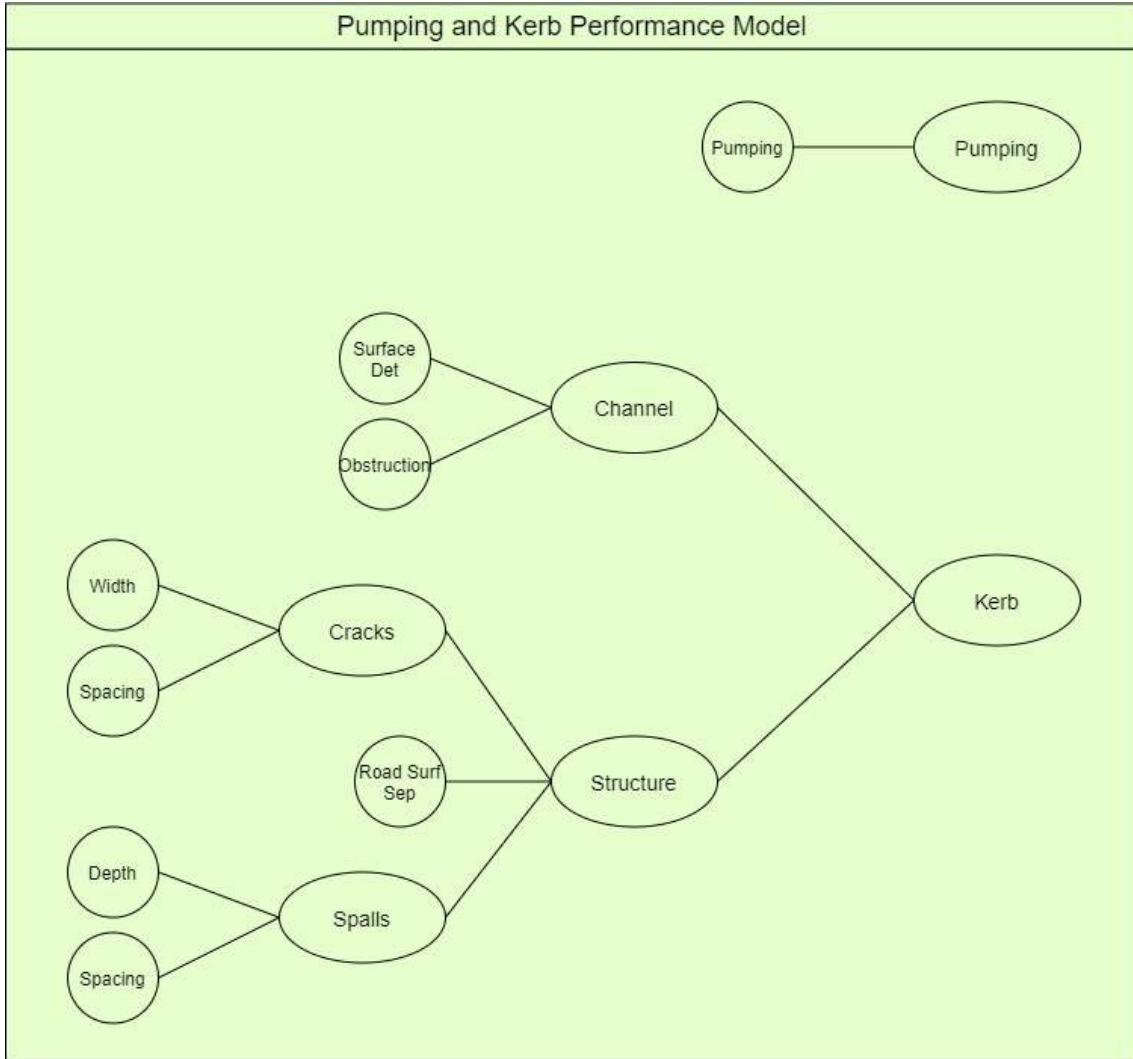 Pumping and Kerb Performance Model
Pumping
Pumping
Surface
Det
Channel
Obstruction
Width
Cracks
Kerb
Spacing
Road Surf
Sep
Structure
Depth
Spalls
Spacing